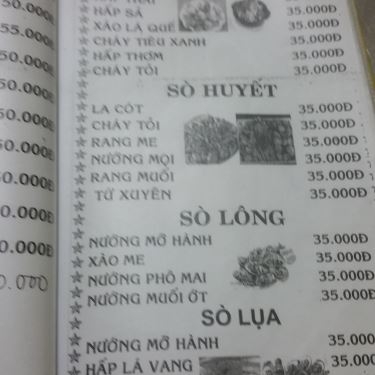 HẤP SẢ 35.000Đ
XÀO LÁ QUẾ 35.000Đ
CHÁY TIÊU XANH 35.000Đ
HẤP THƠM 35.000Đ
CHÁY TỎI 35.000Đ
SÒ HUYẾT
LA CÓT 35.000Đ
CHÁY TỎI 35.000Đ
RANG ME 35.000Đ
NƯỚNG MỌI 35.000Đ
RANG MUỐI 35.000Đ
TỨ XUYÊN 35.000Đ
SÒ LÔNG
NƯỚNG MỠ HÀNH 35.000Đ
XÀO ME 35.000Đ
NƯỚNG PHÔ MAI 35.000Đ
NƯỚNG MUỐI ỚT 35.000Đ
SÒ LỤA
NƯỚNG MỠ HÀNH 35.000
HẤP LÁ VANG 35.000